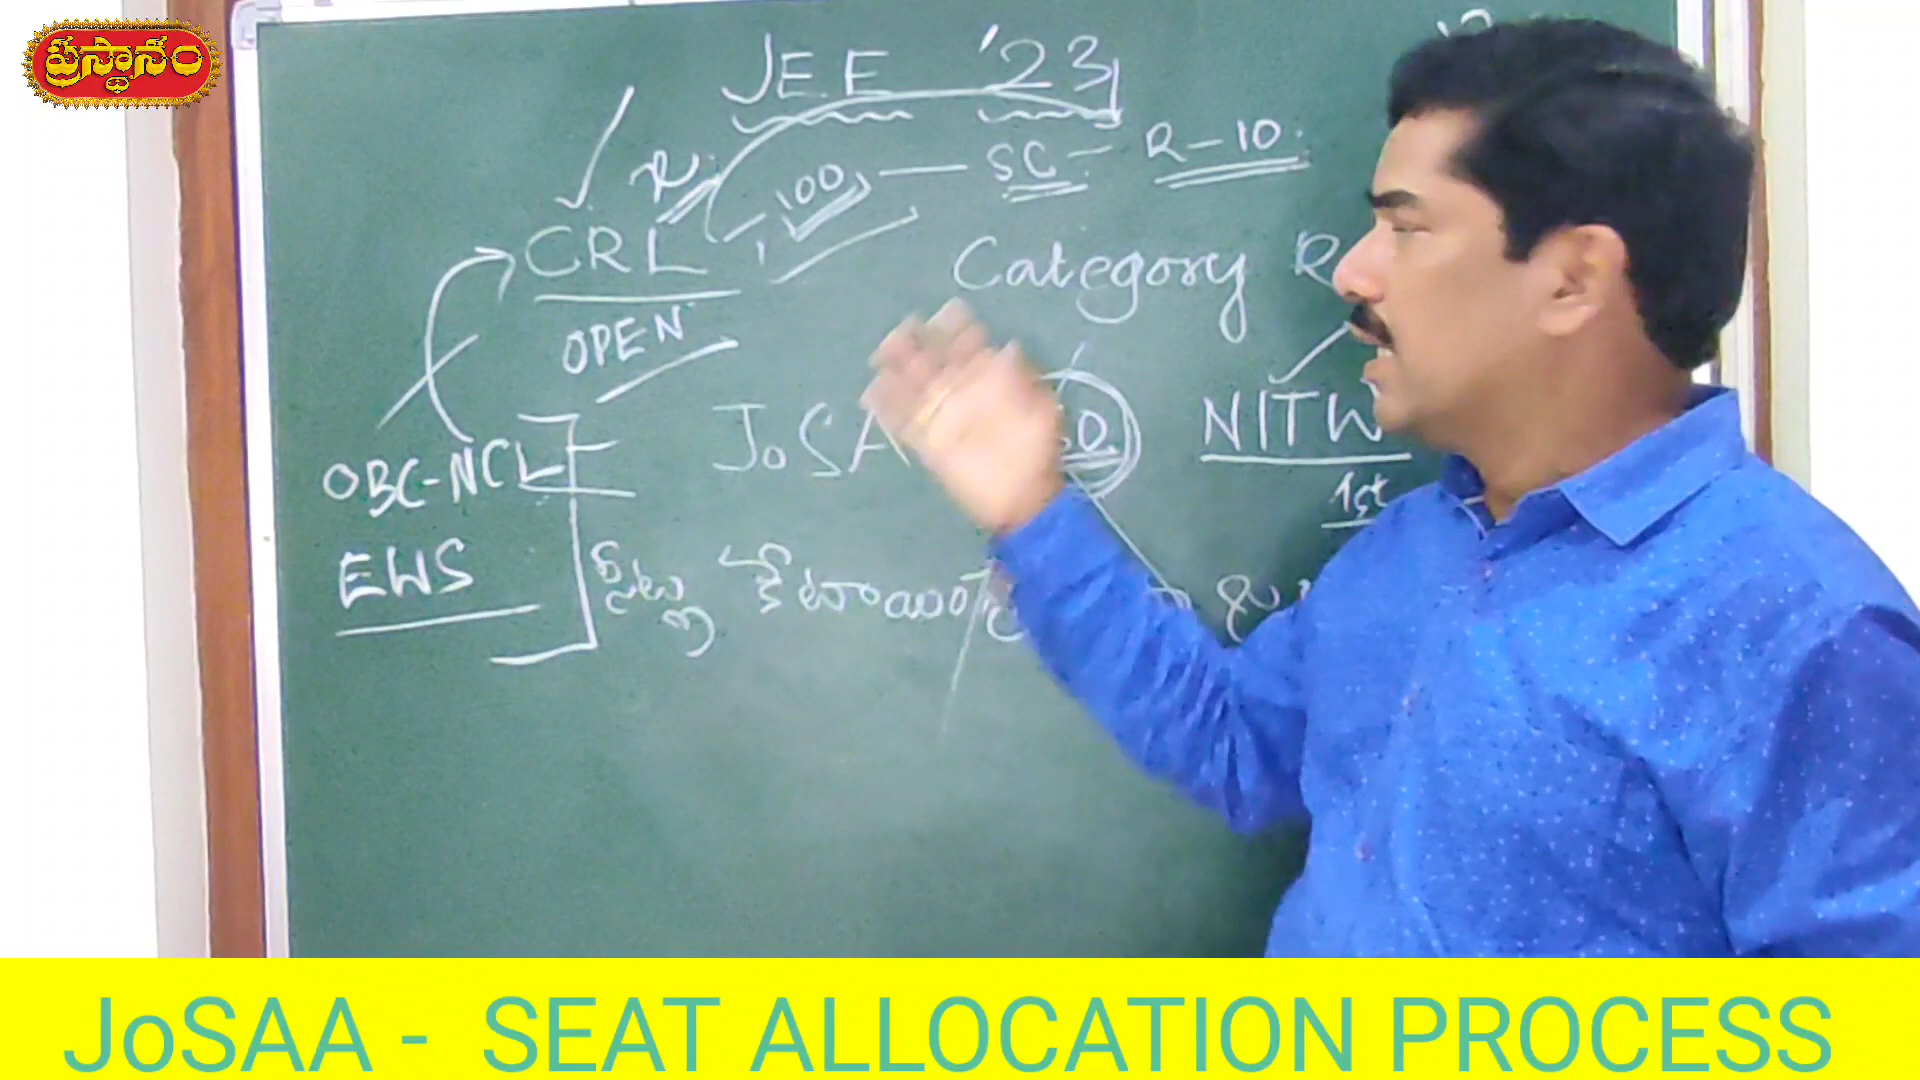 ప్రస్థానం
JEE '23
R
1, 100 — SC - R-10
CRL
Category R
OPEN
JoSA
NITW
1st
OBC-NCL
EWS
JoSAA - SEAT ALLOCATION PROCESS